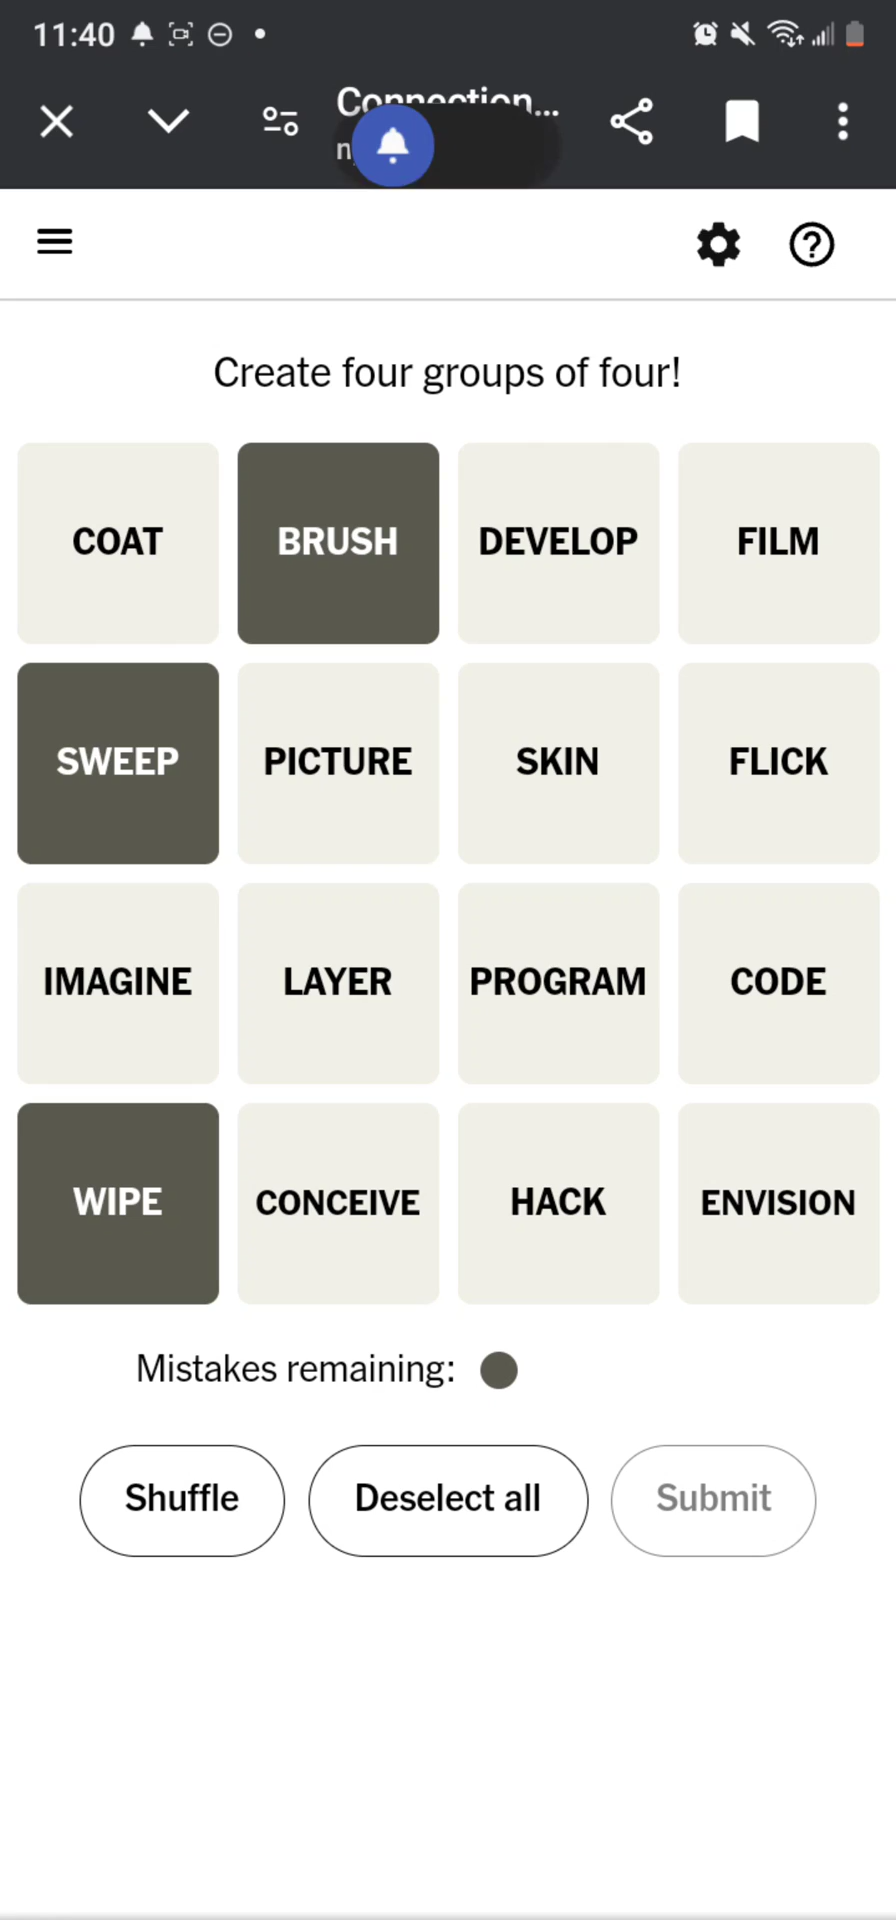 11:40
Create four groups of four!
COAT BRUSH DEVELOP FILM
SWEEP PICTURE SKIN FLICK
IMAGINE LAYER PROGRAM CODE
WIPE CONCEIVE HACK ENVISION
Mistakes remaining:
Shuffle Deselect all Submit